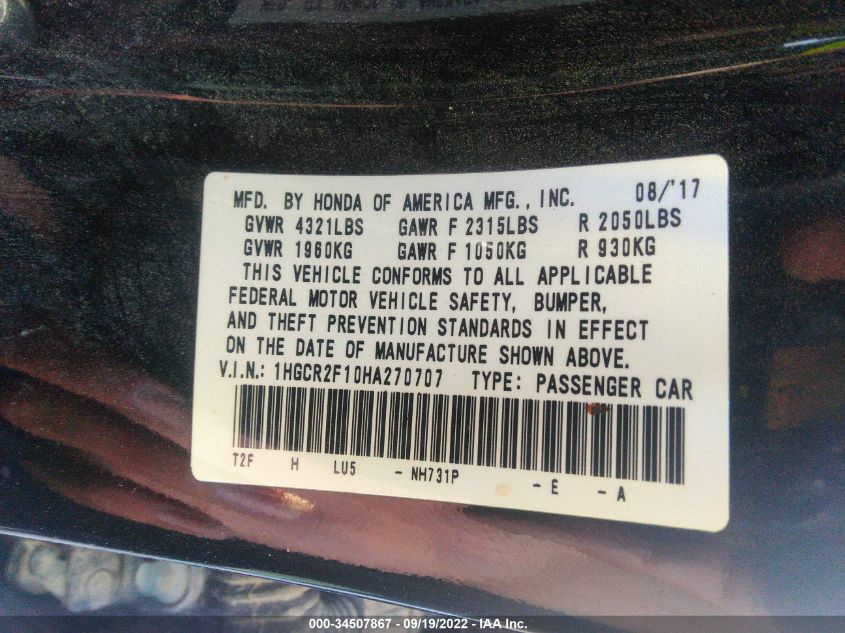 MFD. BY HONDA OF AMERICA MFG., INC. 08/'17
GVWR 4321LBS GAWR F 2315LBS R 2050LBS
GVWR 1960KG GAWR F 1050KG R 930KG
THIS VEHICLE CONFORMS TO ALL APPLICABLE
FEDERAL MOTOR VEHICLE SAFETY, BUMPER,
AND THEFT PREVENTION STANDARDS IN EFFECT
ON THE DATE OF MANUFACTURE SHOWN ABOVE.
V.I.N.: 1HGCR2F10HA270707 TYPE: PASSENGER CAR
T2F H LU5 - NH731P - E - A
000-34507867 - 09/19/2022 - IAA Inc.